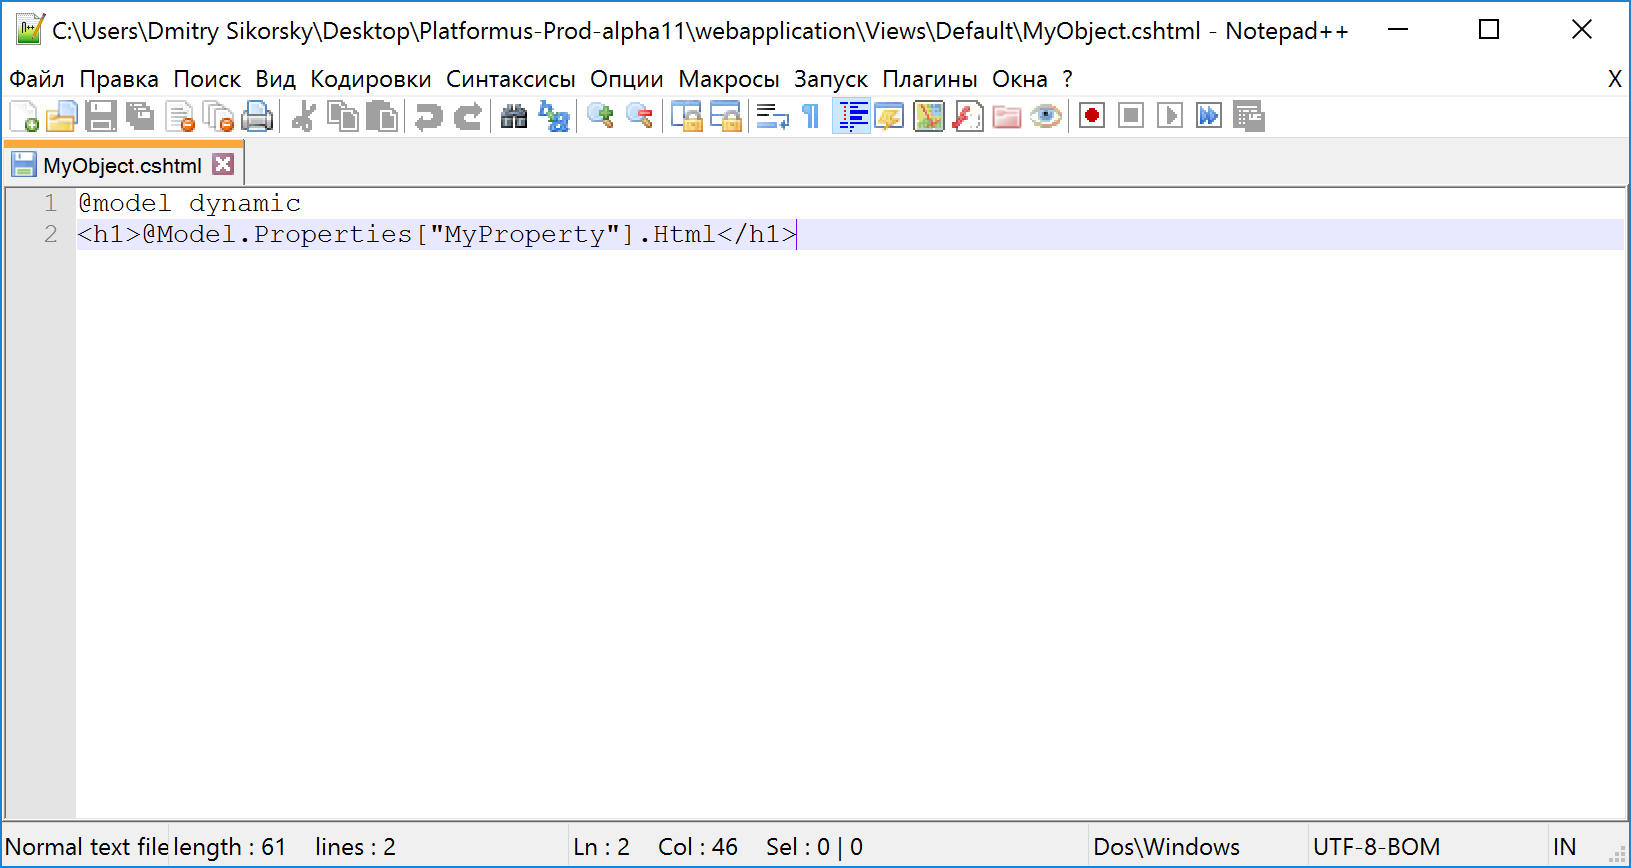 C:\Users\Dmitry Sikorsky\Desktop\Platformus-Prod-alpha11\webapplication\Views\Default\MyObject.cshtml - Notepad++
Файл Правка Поиск Вид Кодировки Синтаксисы Опции Макросы Запуск Плагины Окна ? X
MyObject.cshtml
1 @model dynamic
2 <h1>@Model.Properties["MyProperty"].Html</h1>
Normal text file length : 61 lines : 2 Ln : 2 Col : 46 Sel : 0 | 0 Dos\Windows UTF-8-BOM IN